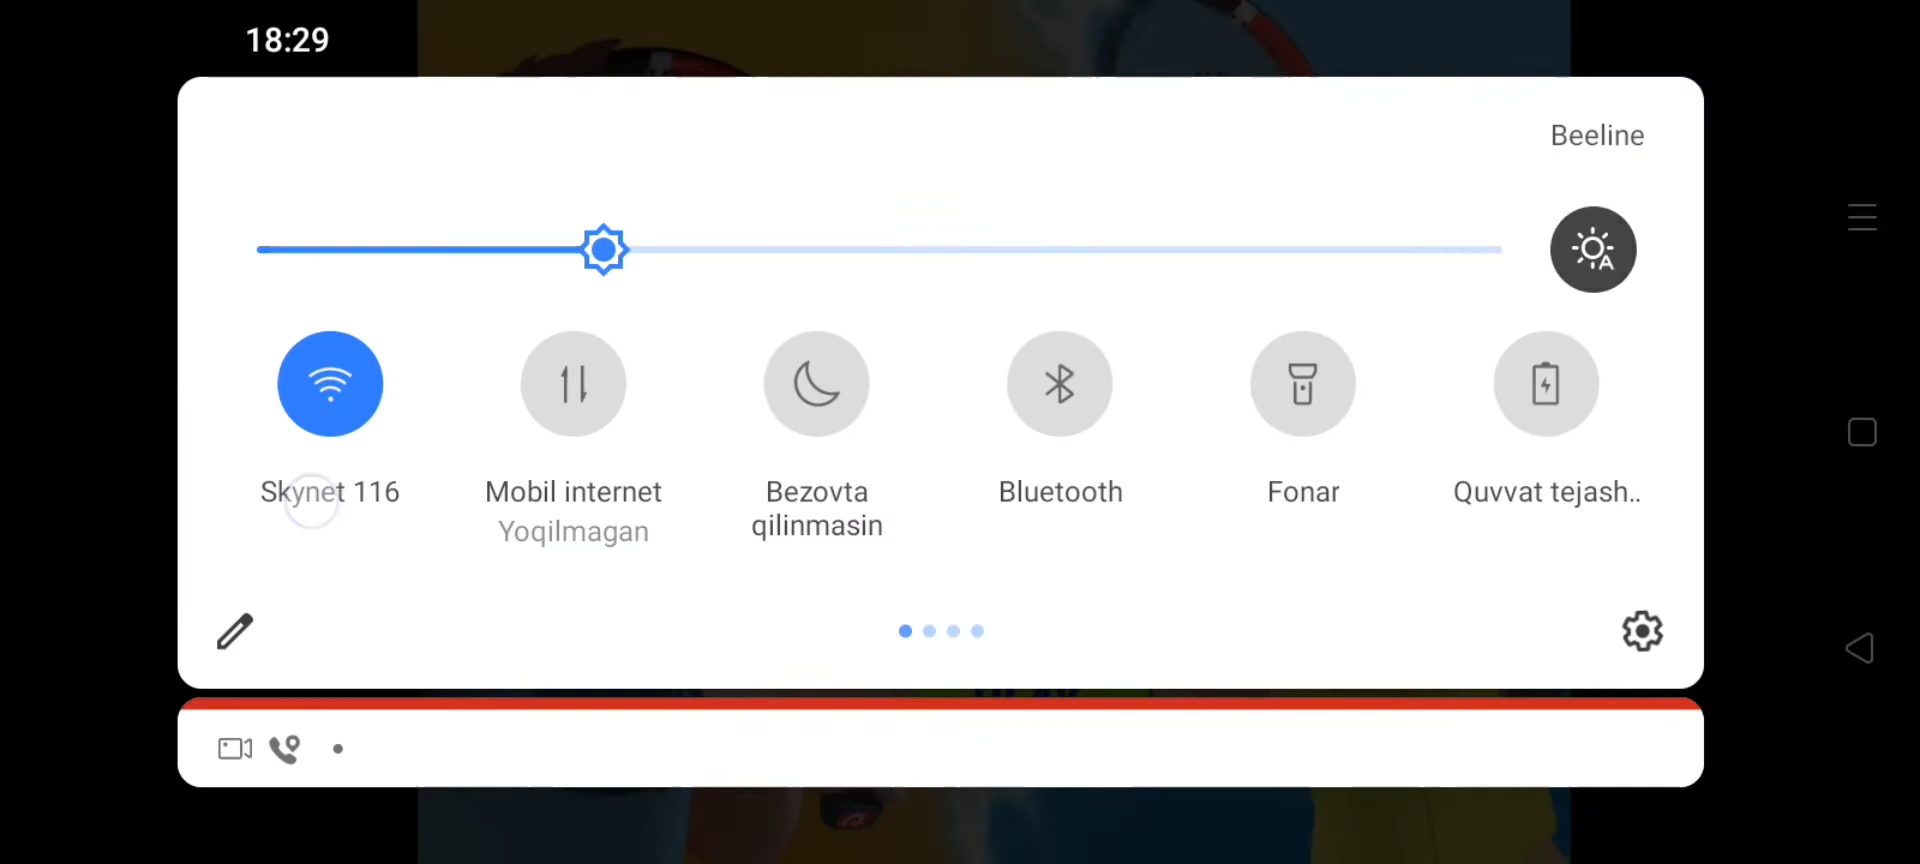 18:29
Beeline
Skynet 116
Mobil internet
Yoqilmagan
Bezovta
qilinmasin
Bluetooth
Fonar
Quvvat tejash..